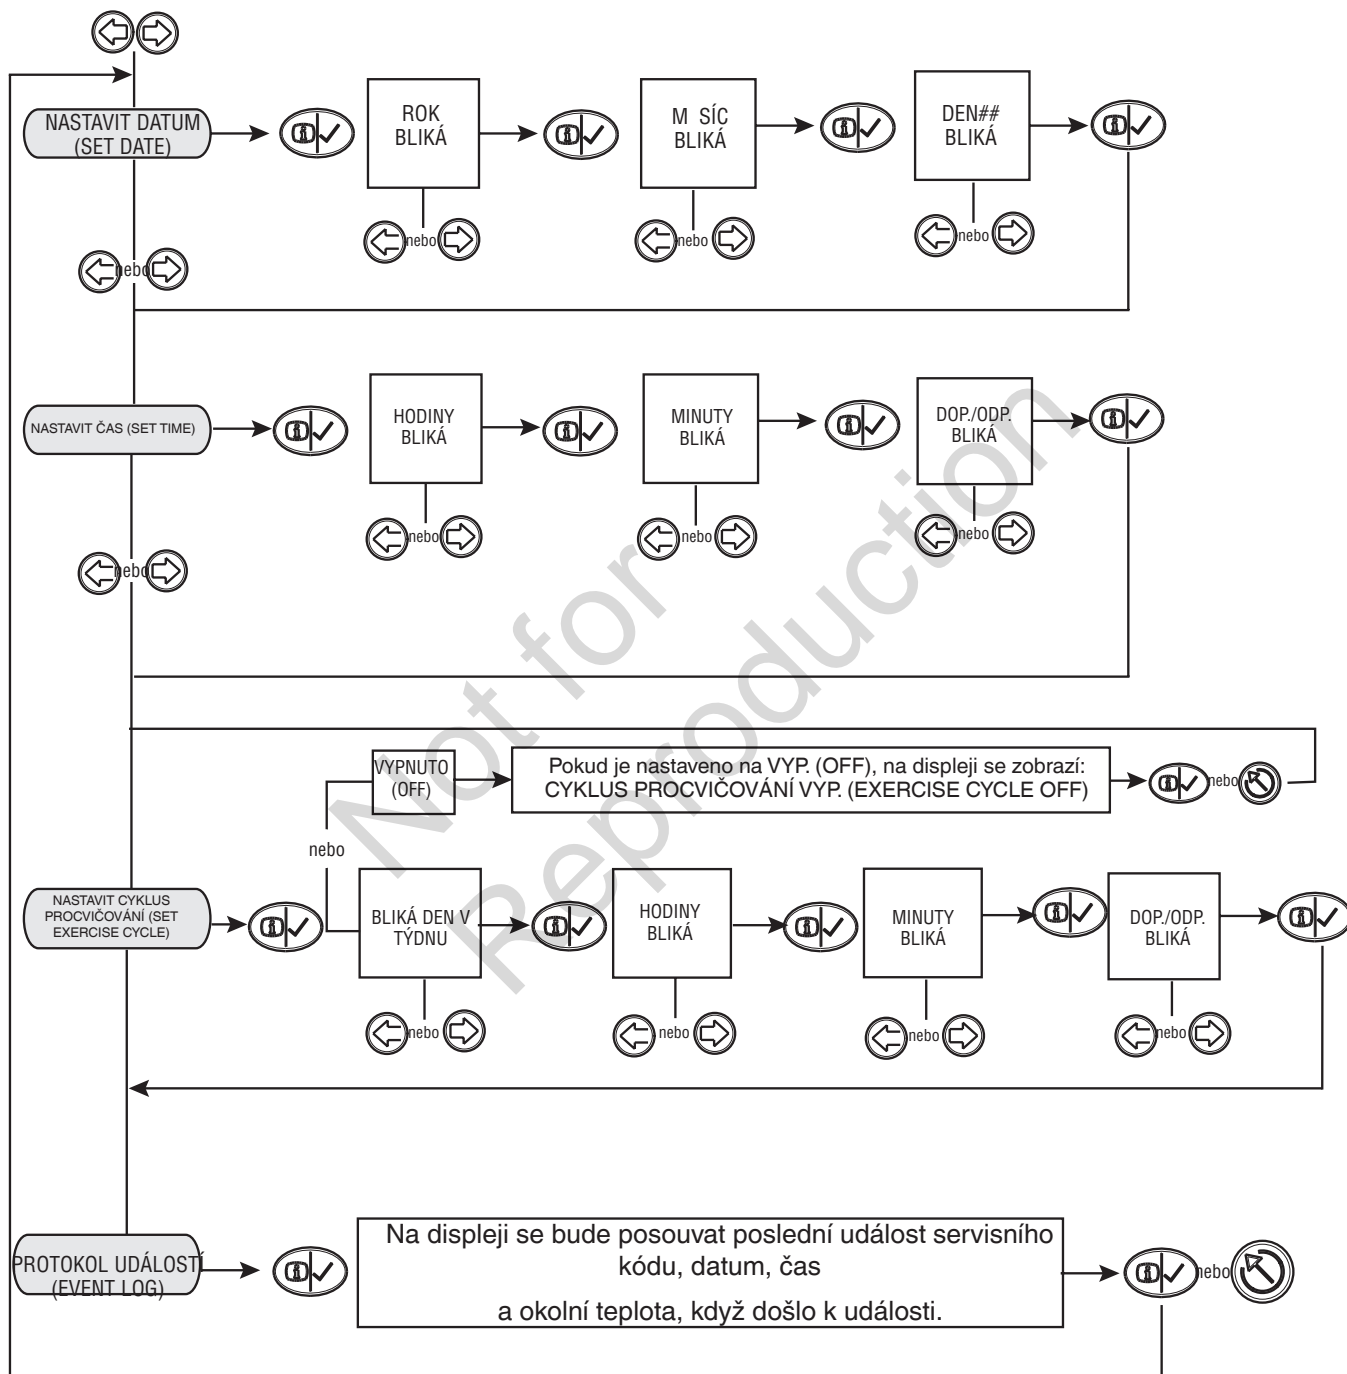 NASTAVIT DATUM
(SET DATE)
ROK
BLIKÁ
M SÍC
BLIKÁ
DEN##
BLIKÁ
nebo
nebo
nebo
nebo
NASTAVIT ČAS (SET TIME)
HODINY
BLIKÁ
MINUTY
BLIKÁ
DOP./ODP.
BLIKÁ
nebo
nebo
nebo
nebo
VYPNUTO
(OFF)
Pokud je nastaveno na VYP. (OFF), na displeji se zobrazí:
CYKLUS PROCVIČOVÁNÍ VYP. (EXERCISE CYCLE OFF)
nebo
nebo
NASTAVIT CYKLUS
PROCVIČOVÁNÍ (SET
EXERCISE CYCLE)
BLIKÁ DEN V
TÝDNU
HODINY
BLIKÁ
MINUTY
BLIKÁ
DOP./ODP.
BLIKÁ
nebo
nebo
nebo
nebo
PROTOKOL UDÁLOSTÍ
(EVENT LOG)
Na displeji se bude posouvat poslední událost servisního
kódu, datum, čas
a okolní teplota, když došlo k události.
nebo
Not for
Reproduction